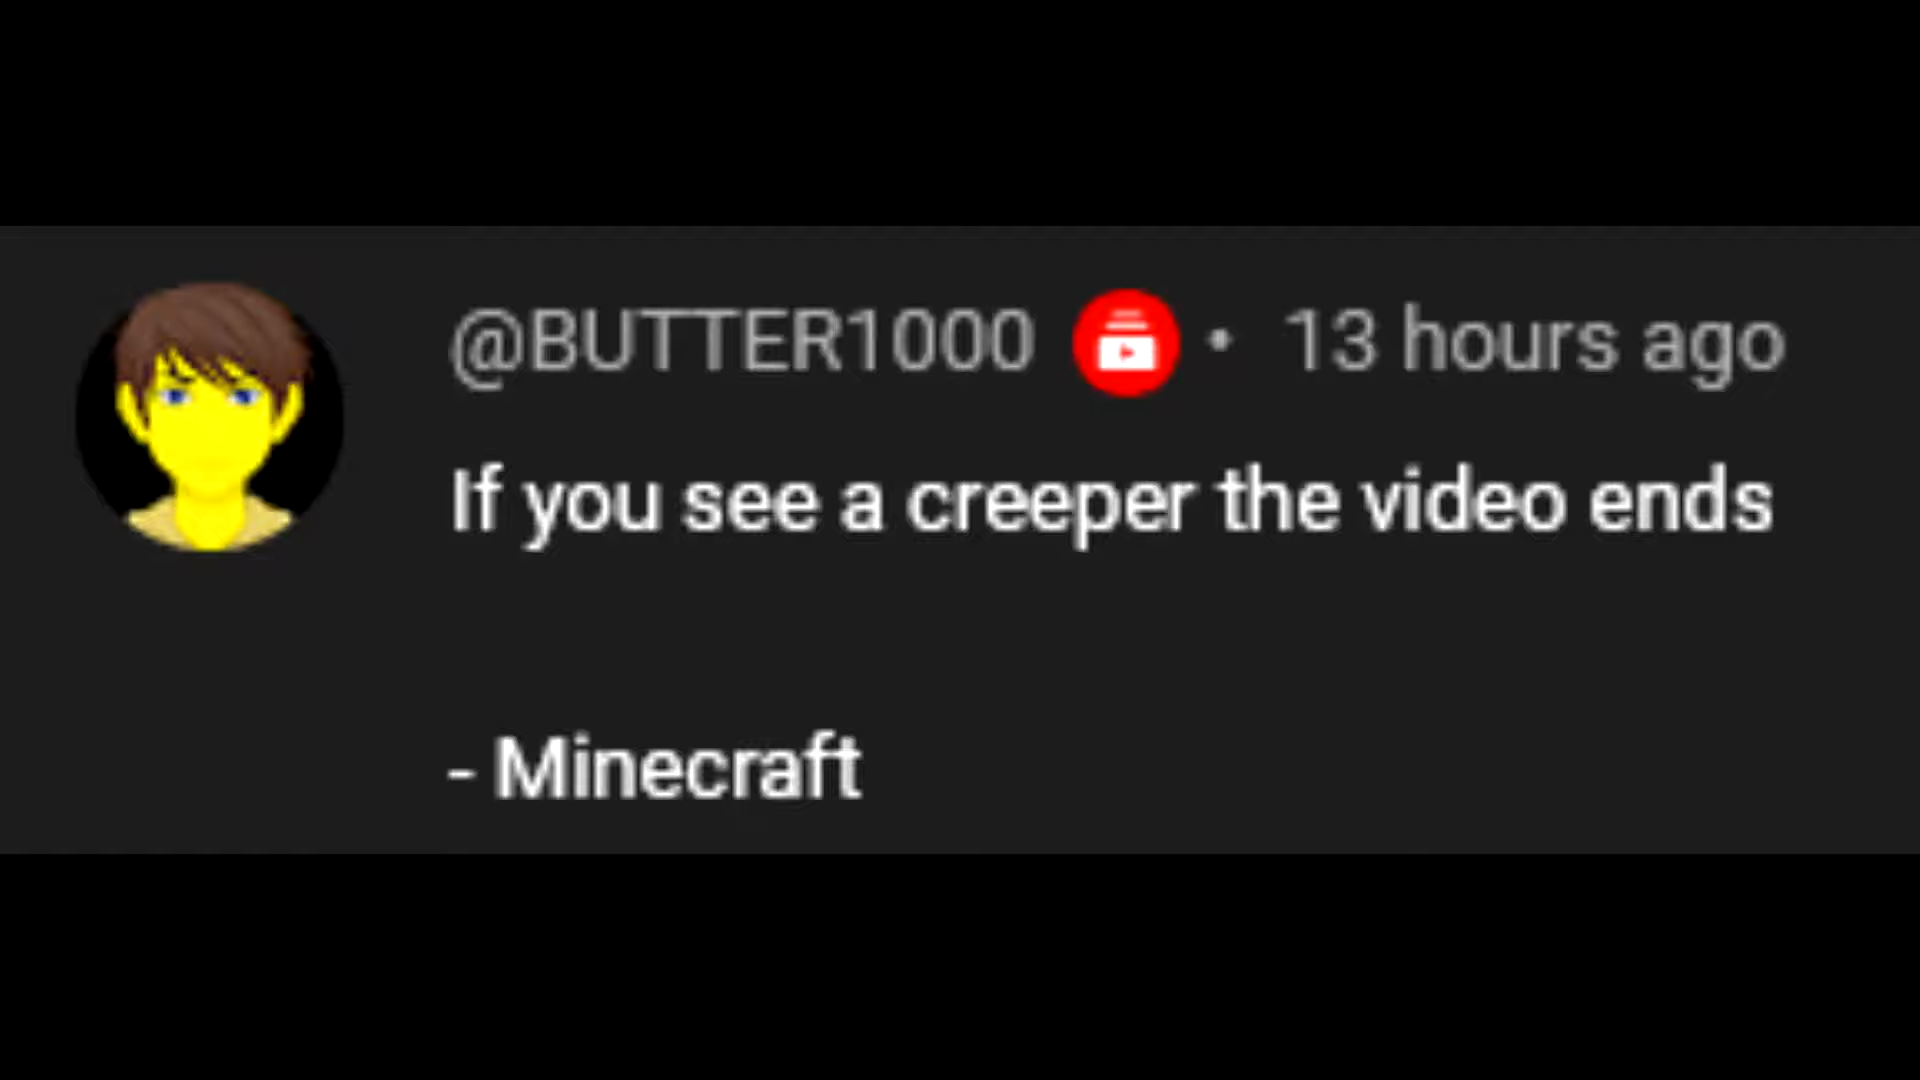 @BUTTER1000 • 13 hours ago
If you see a creeper the video ends
- Minecraft